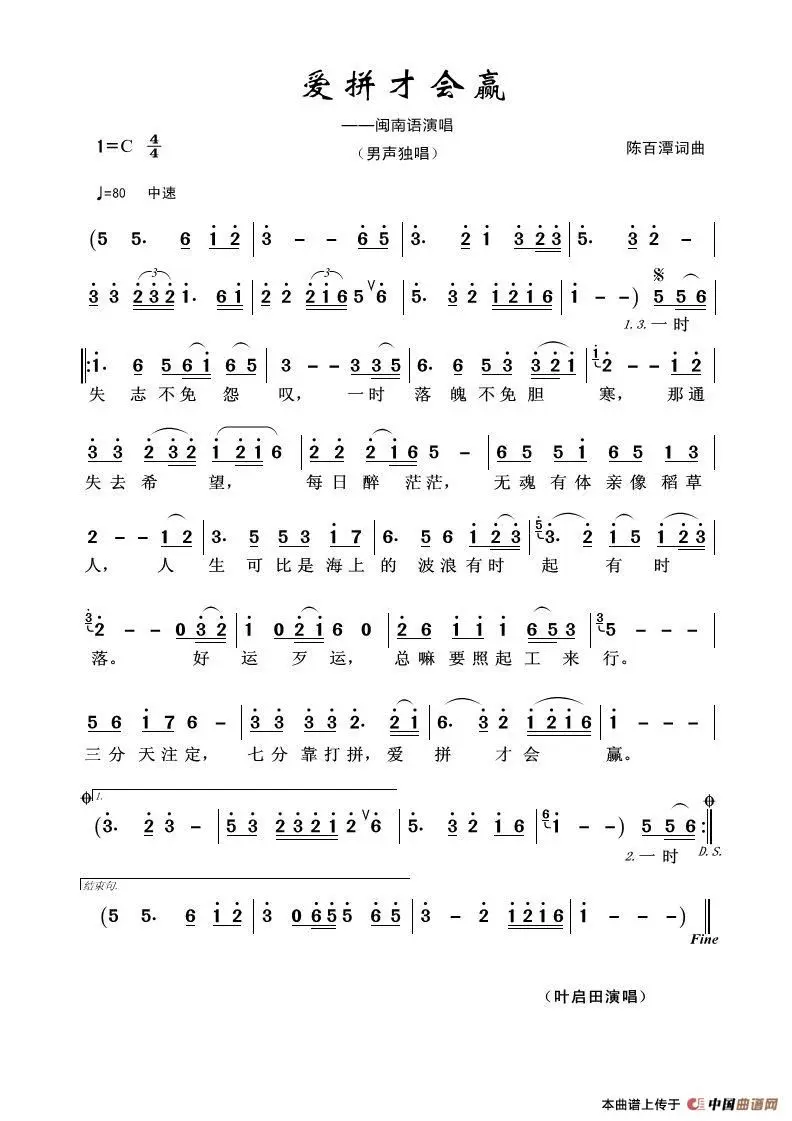 爱拼才会赢
——闽南语演唱
1=C 4/4
（男声独唱）
陈百潭词曲
♩=80 中速
(5 5. 6 1̇ 2̇ | 3̇ - - 6̇ 5̇ | 3̇. 2̇ 1̇ 3̇ 2̇ 3̇ | 5̇. 3̇ 2̇ - |
3̇ 3̇ 2̇ 3̇ 2̇ 1̇. 6 1̇ | 2̇ 2̇ 2̇ 1̇ 6 5 V 6̇ | 5̇. 3̇ 2̇ 1̇ 2̇ 1̇ 6 | 1̇ - -) 5 5 6 |
1.3.一时
|: 1̇. 6 5 6 1̇ 6 5 | 3 - - 3 3 5 | 6. 6 5 3 3̇ 2̇ 1̇ | 1̇ 2̇ - - 1̇ 2̇ |
失 志 不免 怨 叹， 一时 落 魄 不免 胆 寒， 那通
3̇ 3̇ 2̇ 3̇ 2̇ 1̇ 2̇ 1̇ 6 | 2̇ 2̇ 2̇ 1̇ 6 5 - | 6 5 5 1̇ 6 5 1 3 |
失去 希 望， 每日 醉 茫茫， 无魂 有体 亲像 稻草
2 - - 1 2 | 3. 5 5 3 1̇ 7 | 6. 5 6 1̇ 2̇ 3̇ | 5̇ 3̇. 2̇ 1̇ 5 1̇ 2̇ 3̇ |
人， 人 生 可 比是 海上 的 波浪 有时 起 有 时
3̇ 2̇ - - 0 3̇ 2̇ | 1̇ 0 2̇ 1̇ 6 0 | 2̇ 6 1̇ 1̇ 1̇ 6 5 3 | 3̇ 5 - - - |
落。 好 运 歹 运， 总嘛 要照 起 工 来 行。
5 6 1̇ 7 6 - | 3̇ 3̇ 3̇ 3̇ 2̇. 2̇ 1̇ | 6. 3̇ 2̇ 1̇ 2̇ 1̇ 6 | 1̇ - - - |
三分 天注定， 七分 靠打拼， 爱 拼 才 会 赢。
1.
(3̇. 2̇ 3̇ - | 5̇ 3̇ 2̇ 3̇ 2̇ 1̇ 2̇ V 6̇ | 5̇. 3̇ 2̇ 1̇ 6 | 6 1̇ - - ) 5 5 6 :||
2.一时 D.S.
结束句.
(5 5. 6 1̇ 2̇ | 3̇ 0 6̇ 5̇ 5̇ 6̇ 5̇ | 3̇ - 2̇ 1̇ 2̇ 1̇ 6 | 1̇ - - -) ||
Fine
（叶启田演唱）
本曲谱上传于 中国曲谱网